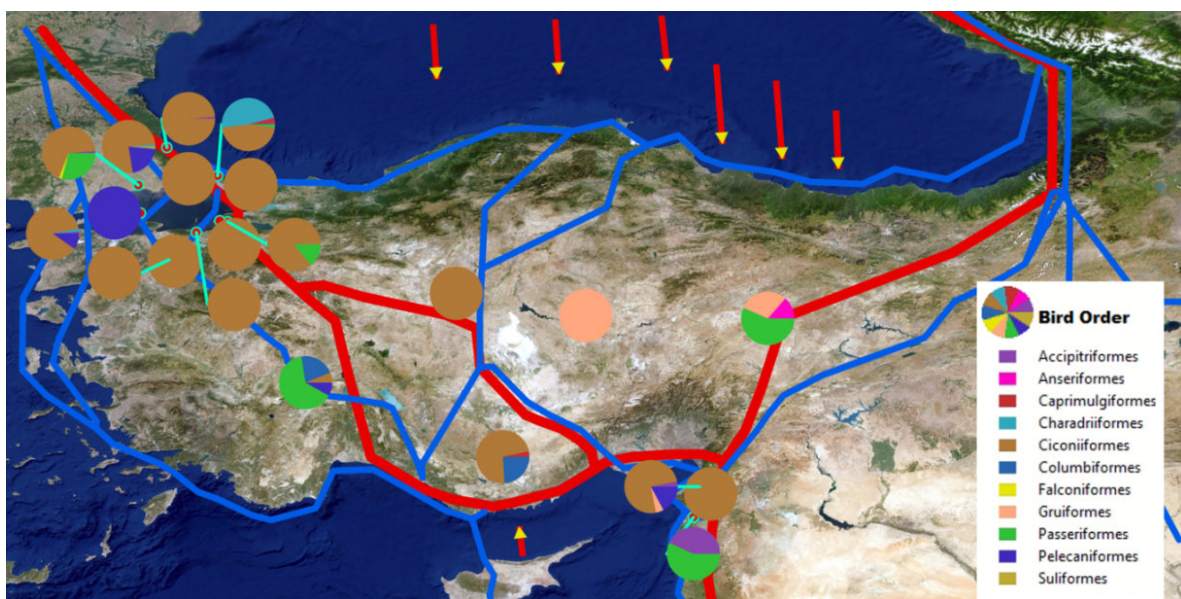 Bird Order
Accipitriformes
Anseriformes
Caprimulgiformes
Charadriiformes
Ciconiiformes
Columbiformes
Falconiformes
Gruiformes
Passeriformes
Pelecaniformes
Suliformes